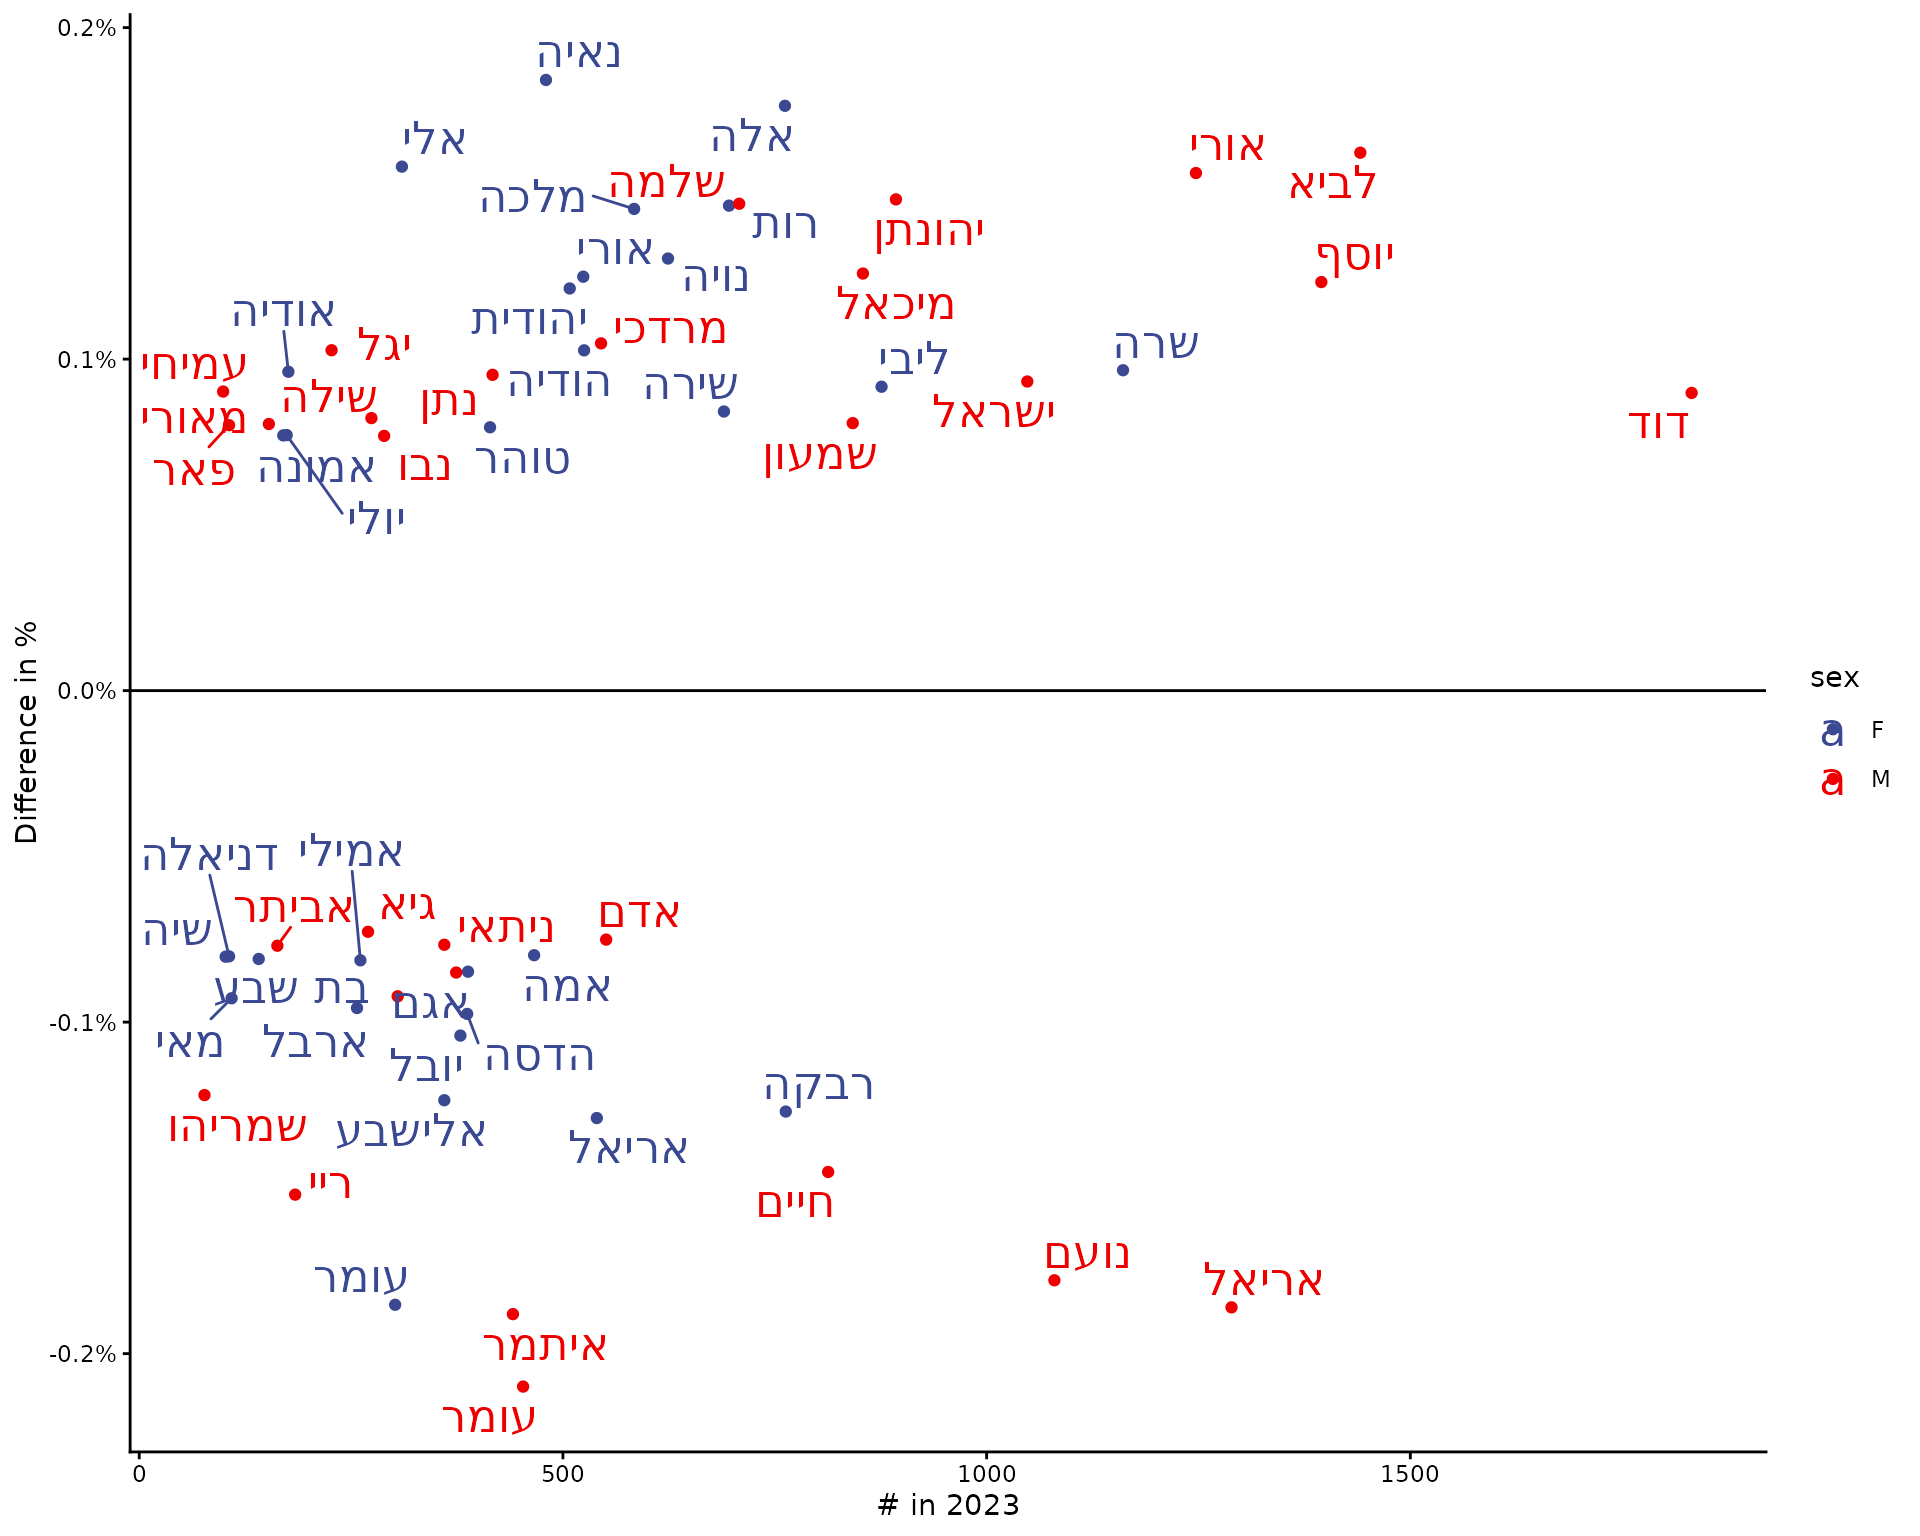 0.2%
נאיה
אלה
אלי
אורי
לביא
שלמה
מלכה
רות
יהונתן
אורי
יוסף
נויה
מיכאל
אודיה
יהודית
מרדכי
יגל
שרה
ליבי
0.1%
עמיחי
הודיה
שירה
שילה
נתן
ישראל
מאורי
דוד
שמעון
טוהר
נבו
אמונה
פאר
יולי
Difference in %
0.0%
sex
a F
a M
אמילי
דניאלה
גיא
אביתר
אדם
ניתאי
שיה
בת שבע
אמה
אגם
-0.1%
ארבל
מאי
הדסה
יובל
רבקה
שמריהו
אלישבע
אריאל
ריי
חיים
נועם
עומר
אריאל
איתמר
-0.2%
עומר
0
500
1000
1500
# in 2023